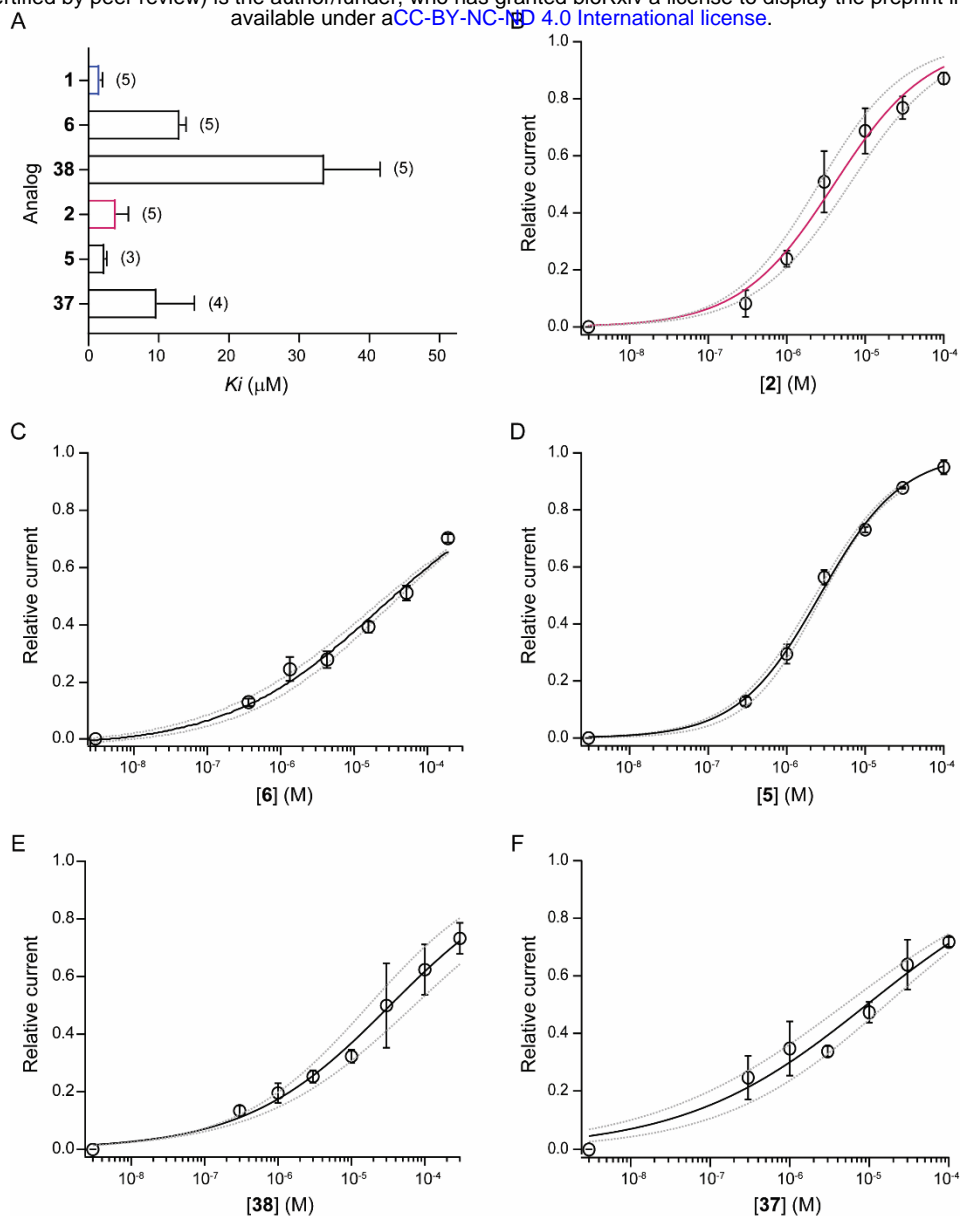 certified by peer review) is the author/funder, who has granted bioRxiv a license to display the preprint in
available under aCC-BY-NC-ND 4.0 International license.
A
1 (5)
6 (5)
38 (5)
2 (5)
5 (3)
37 (4)
Analog
0 10 20 30 40 50
Ki (μM)
B
1.0
0.8
0.6
0.4
0.2
0.0
Relative current
10-8 10-7 10-6 10-5 10-4
[2] (M)
C
1.0
0.8
0.6
0.4
0.2
0.0
Relative current
10-8 10-7 10-6 10-5 10-4
[6] (M)
D
1.0
0.8
0.6
0.4
0.2
0.0
Relative current
10-8 10-7 10-6 10-5 10-4
[5] (M)
E
1.0
0.8
0.6
0.4
0.2
0.0
Relative current
10-8 10-7 10-6 10-5 10-4
[38] (M)
F
1.0
0.8
0.6
0.4
0.2
0.0
Relative current
10-8 10-7 10-6 10-5 10-4
[37] (M)